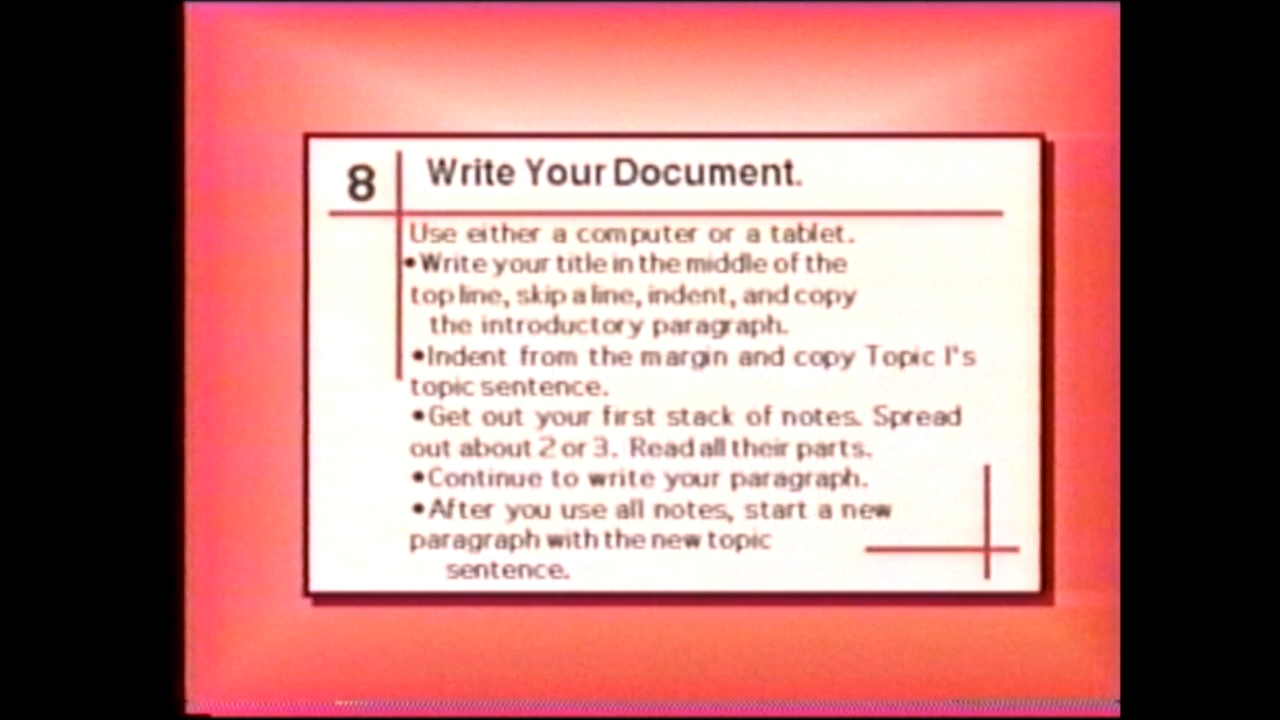 8 Write Your Document.
Use either a computer or a tablet.
•Write your title in the middle of the
top line, skip a line, indent, and copy
the introductory paragraph.
•Indent from the margin and copy Topic I's
topic sentence.
•Get out your first stack of notes. Spread
out about 2 or 3. Read all their parts.
•Continue to write your paragraph.
•After you use all notes, start a new
paragraph with the new topic
sentence.